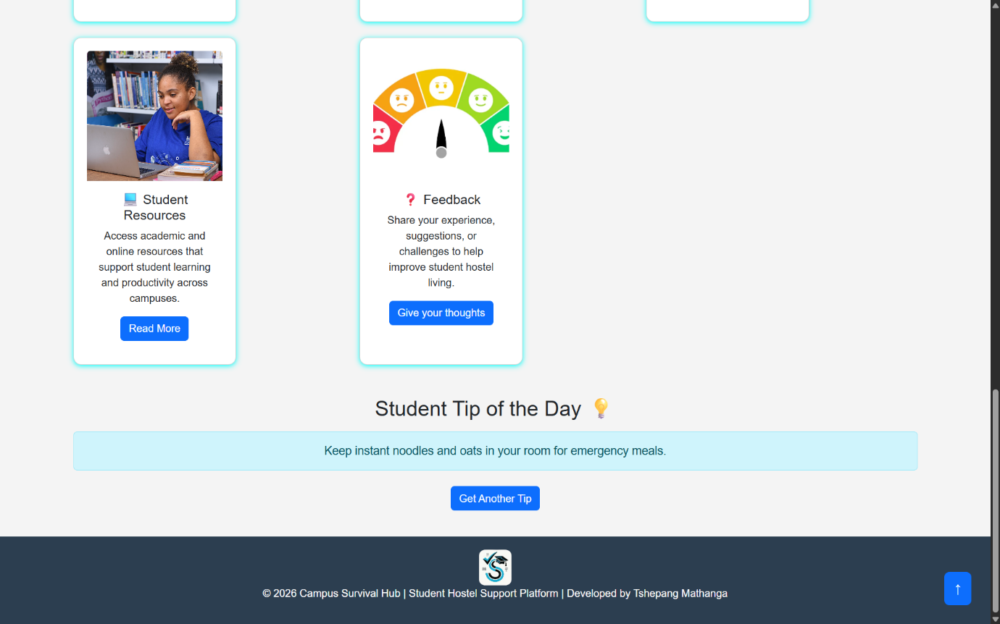 💻 Student
Resources
Access academic and
online resources that
support student learning
and productivity across
campuses.
Read More
❓ Feedback
Share your experience,
suggestions, or
challenges to help
improve student hostel
living.
Give your thoughts
Student Tip of the Day 💡
Keep instant noodles and oats in your room for emergency meals.
Get Another Tip
© 2026 Campus Survival Hub | Student Hostel Support Platform | Developed by Tshepang Mathanga
↑